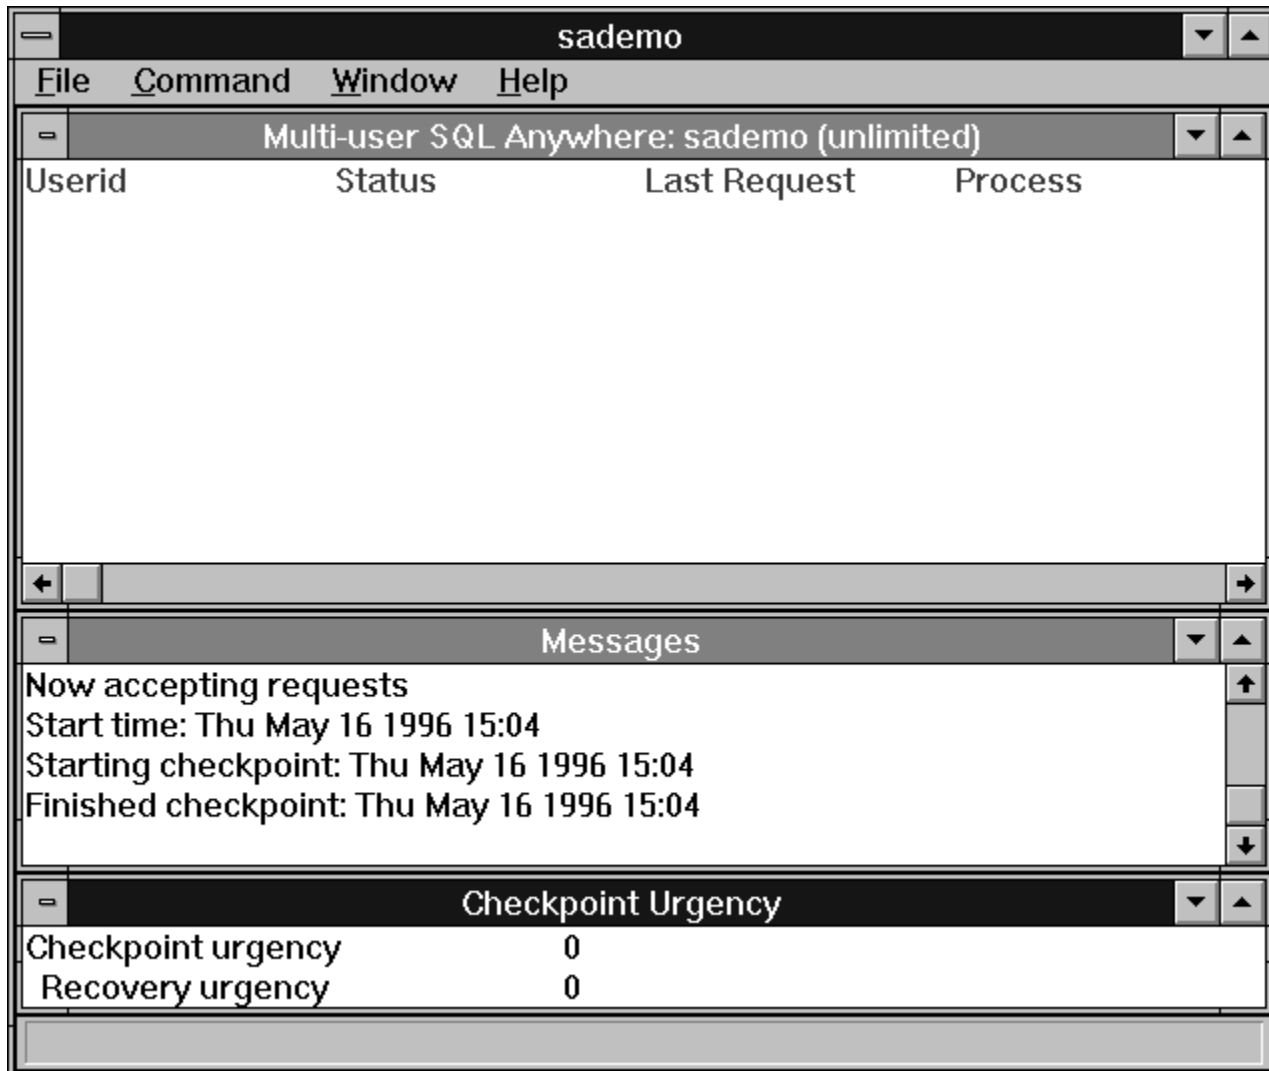 sademo
File Command Window Help
Multi-user SQL Anywhere: sademo (unlimited)
Userid Status Last Request Process
Messages
Now accepting requests
Start time: Thu May 16 1996 15:04
Starting checkpoint: Thu May 16 1996 15:04
Finished checkpoint: Thu May 16 1996 15:04
Checkpoint Urgency
Checkpoint urgency 0
Recovery urgency 0